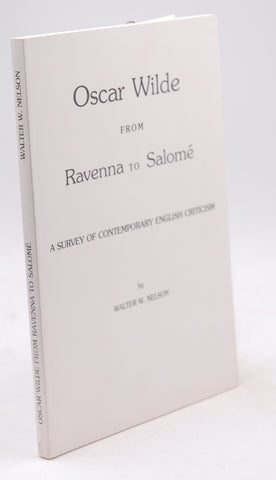 Oscar Wilde
FROM
Ravenna TO Salomé
A SURVEY OF CONTEMPORARY ENGLISH CRITICISM
by
WALTER W. NELSON
WALTER W. NELSON
OSCAR WILDE FROM RAVENNA TO SALOMÉ